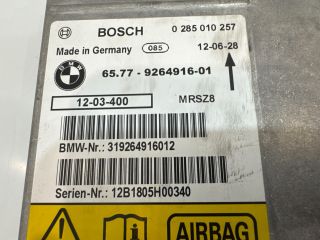 BOSCH 0 285 010 257
Made in Germany 085 12-06-28
BMW 65.77 - 9264916-01
12-03-400 MRSZ8
BMW-Nr.: 319264916012
Serien-Nr.: 12B1805H00340
AIRBAG